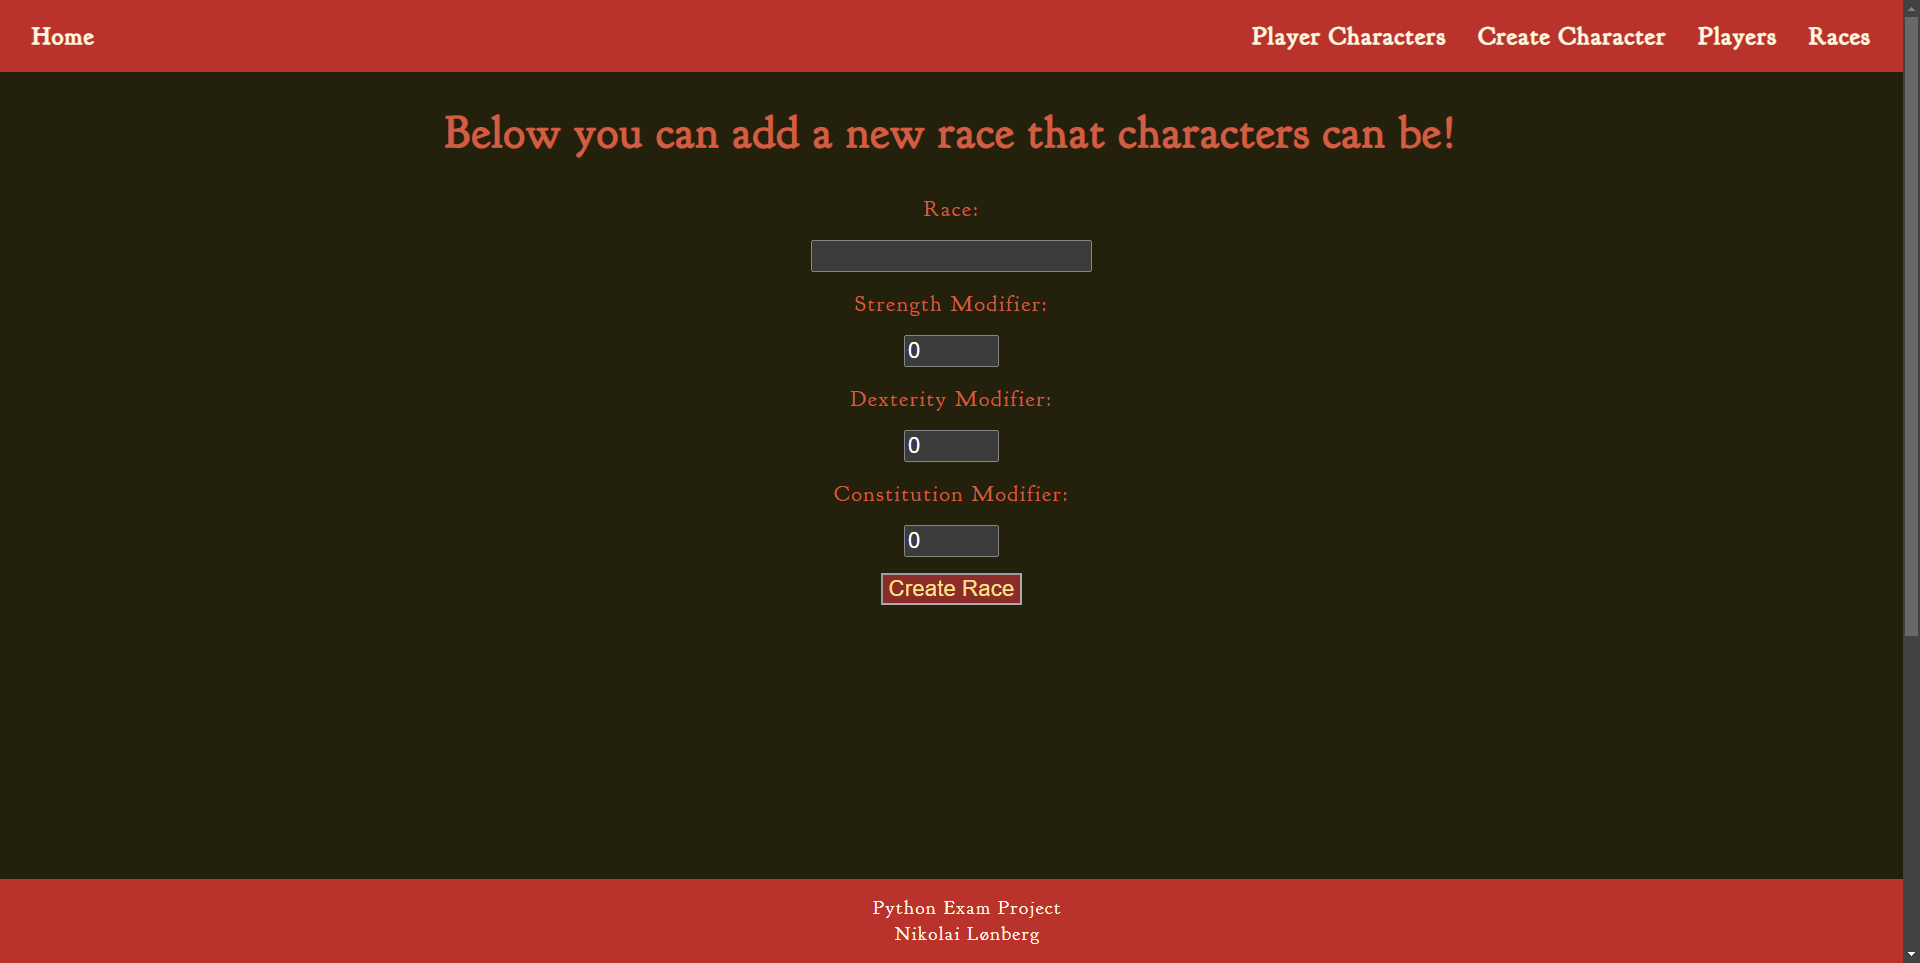 Home Player Characters Create Character Players Races
Below you can add a new race that characters can be!
Race:
Strength Modifier:
0
Dexterity Modifier:
0
Constitution Modifier:
0
Create Race
Python Exam Project
Nikolai Lønberg